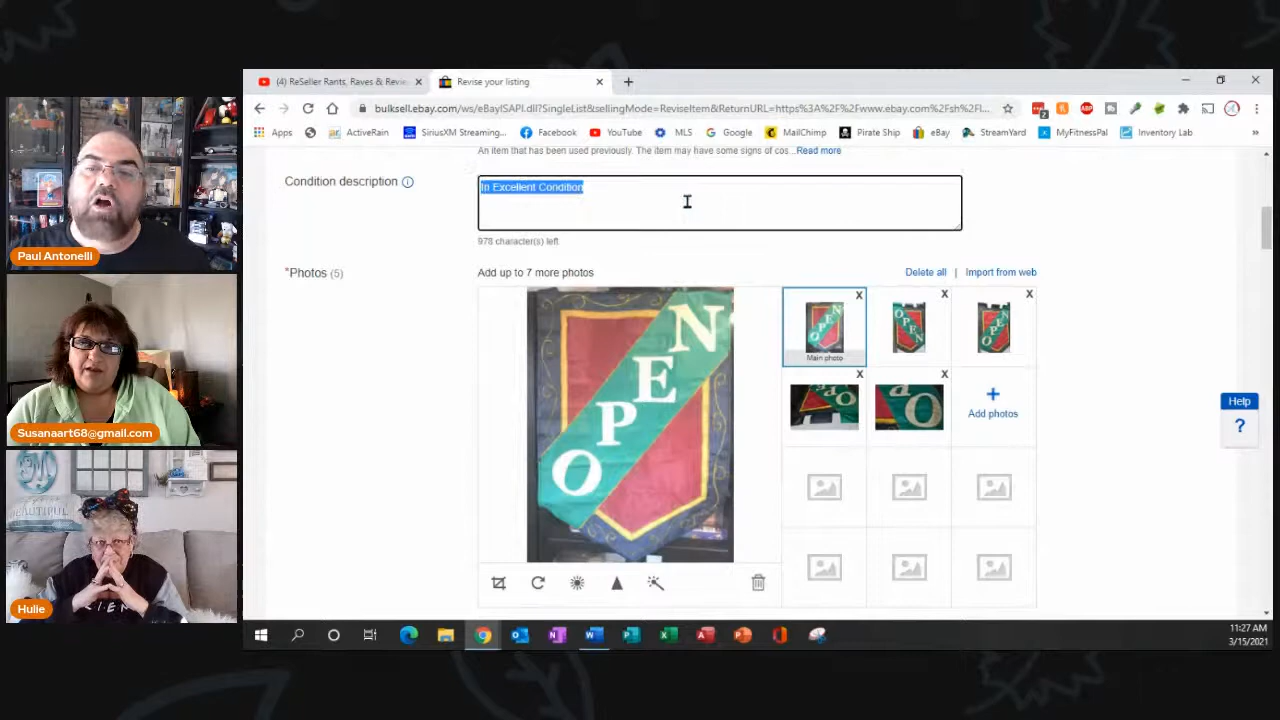 (4) ReSeller Rants, Raves & Revie
Revise your listing
bulksell.ebay.com/ws/eBayISAPI.dll?SingleList&sellingMode=ReviseItem&ReturnURL=https%3A%2F%2Fwww.ebay.com%2Fsh%2Fl...
Apps
ActiveRain
SiriusXM Streaming...
Facebook
YouTube
MLS
Google
MailChimp
Pirate Ship
eBay
StreamYard
MyFitnessPal
Inventory Lab
»
An item that has been used previously. The item may have some signs of cos...Read more
Condition description
In Excellent Condition
978 character(s) left
*Photos (5)
Add up to 7 more photos
Delete all | Import from web
OPEN
Main photo
Add photos
Help
?
Paul Antonelli
Susanaart68@gmail.com
Hulie
11:27 AM
3/15/2021